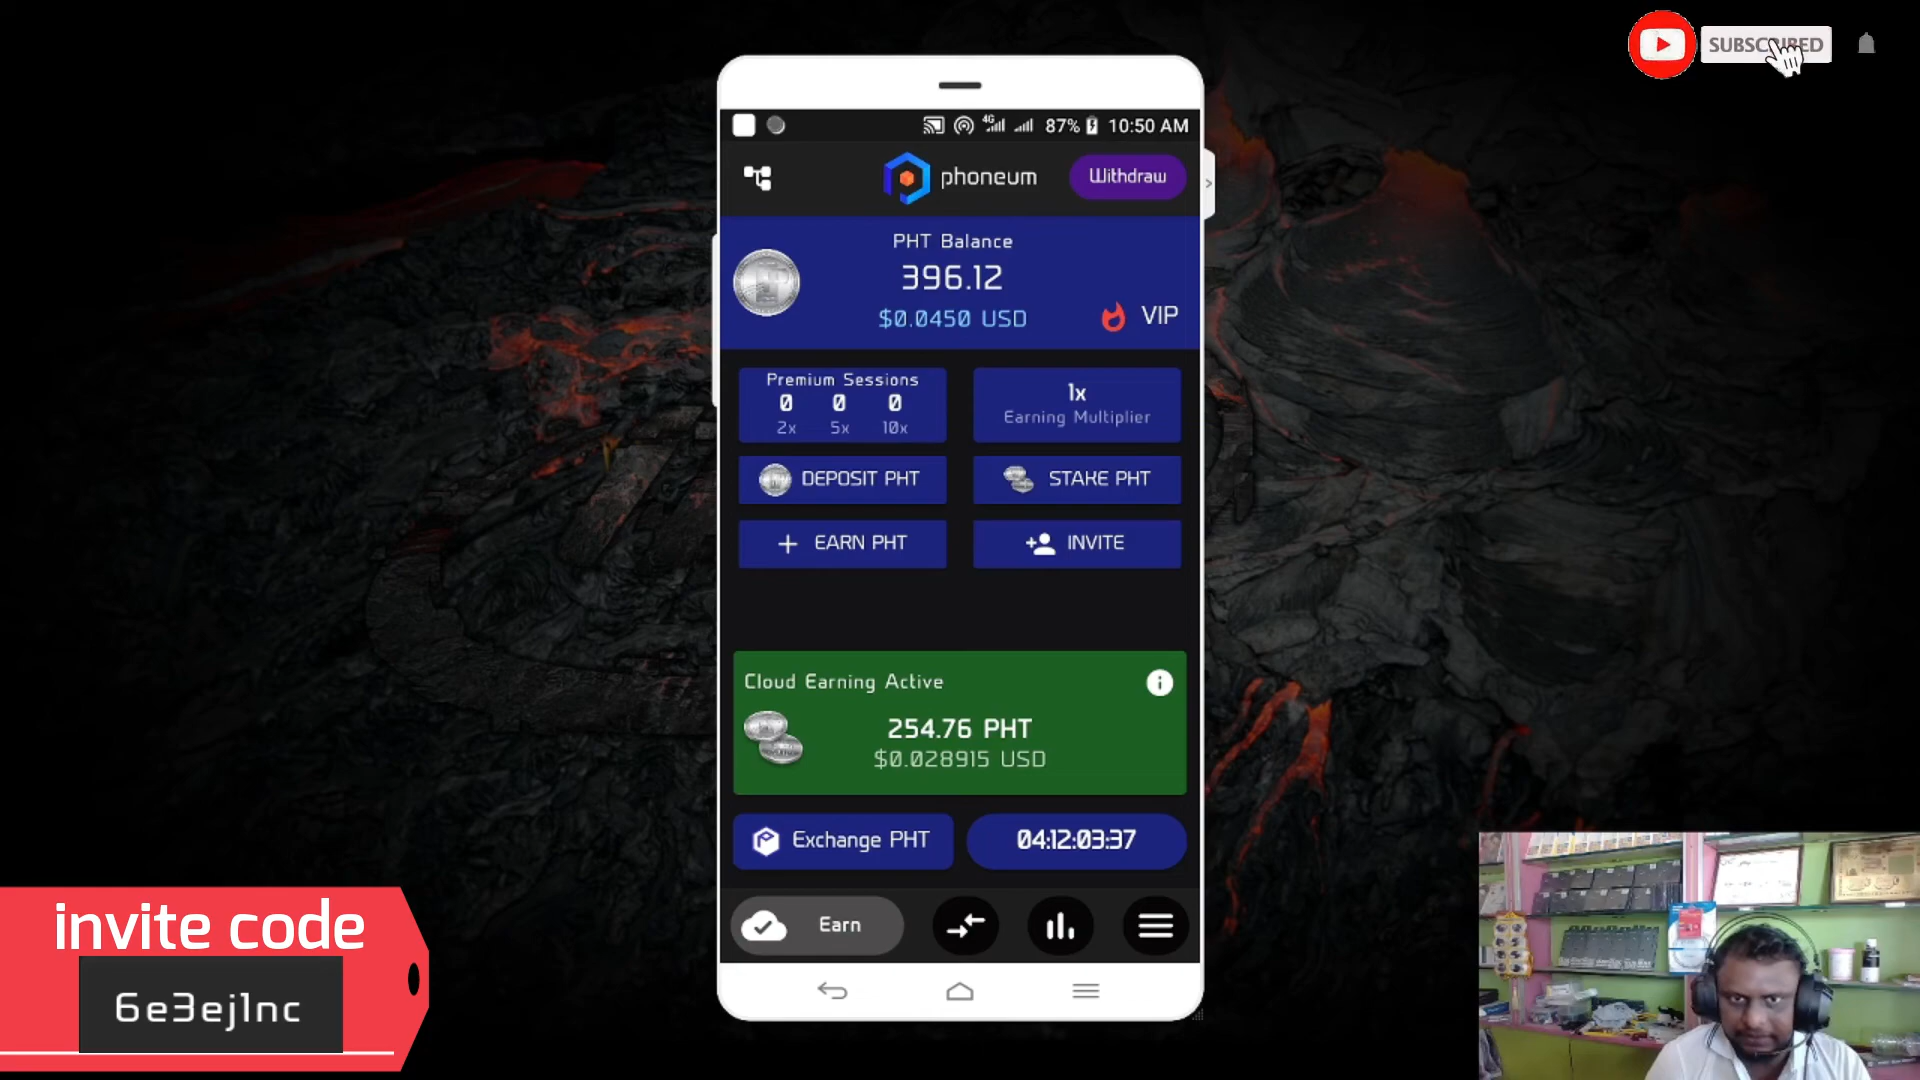 SUBSCRIBED
4G 87% 10:50 AM
phoneum Withdraw
PHT Balance
396.12
$0.0450 USD
VIP
Premium Sessions
0 0 0
2x 5x 10x
1x
Earning Multiplier
DEPOSIT PHT
STAKE PHT
EARN PHT
INVITE
Cloud Earning Active
254.76 PHT
$0.028915 USD
Exchange PHT
04:12:03:37
Earn
invite code
6e3ej1nc